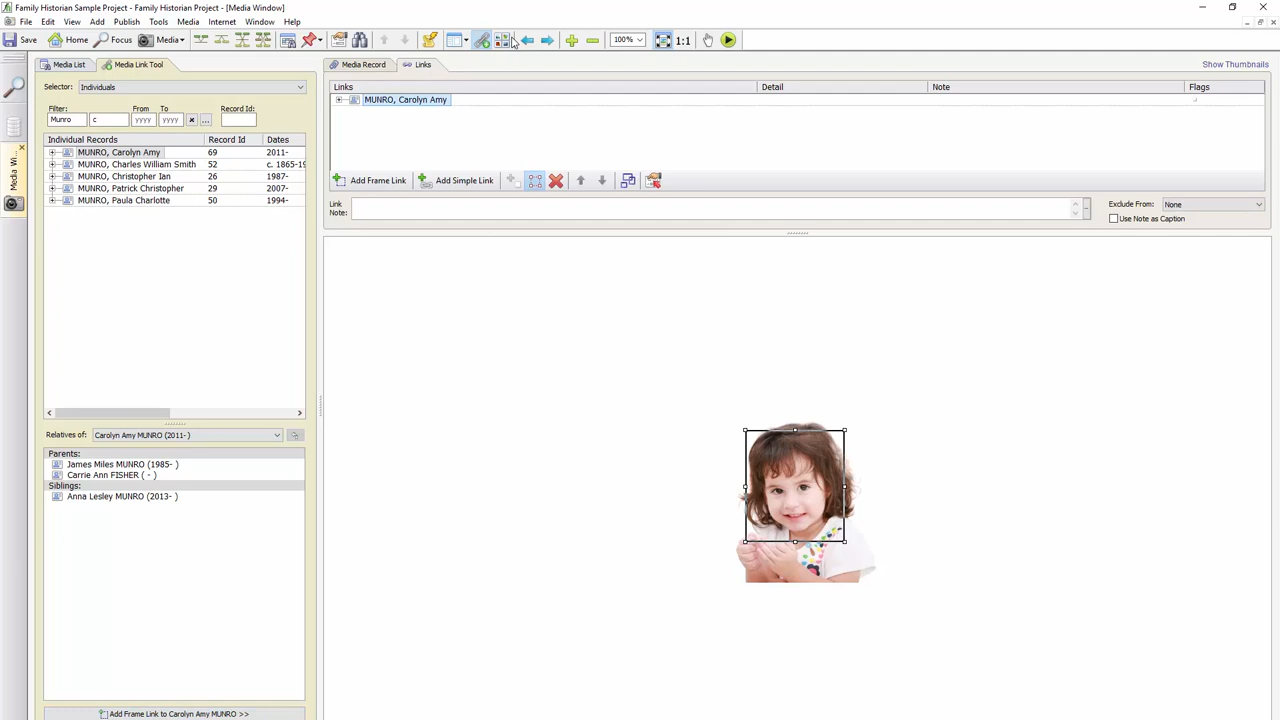 Family Historian Sample Project - Family Historian Project - [Media Window]
File Edit View Add Publish Tools Media Internet Window Help
Save Home Focus Media 100% 1:1
Media List Media Link Tool
Selector: Individuals
Filter: From To Record Id:
Munro c yyyy yyyy ...
Individual Records Record Id Dates
MUNRO, Carolyn Amy 69 2011-
MUNRO, Charles William Smith 52 c. 1865-19
MUNRO, Christopher Ian 26 1987-
MUNRO, Patrick Christopher 29 2007-
MUNRO, Paula Charlotte 50 1994-
Relatives of: Carolyn Amy MUNRO (2011- )
Parents:
James Miles MUNRO (1985- )
Carrie Ann FISHER ( - )
Siblings:
Anna Lesley MUNRO (2013- )
Add Frame Link to Carolyn Amy MUNRO >>
Media Wi...
Media Record Links Show Thumbnails
Links Detail Note Flags
MUNRO, Carolyn Amy
Add Frame Link Add Simple Link
Link Note: Exclude From: None
Use Note as Caption